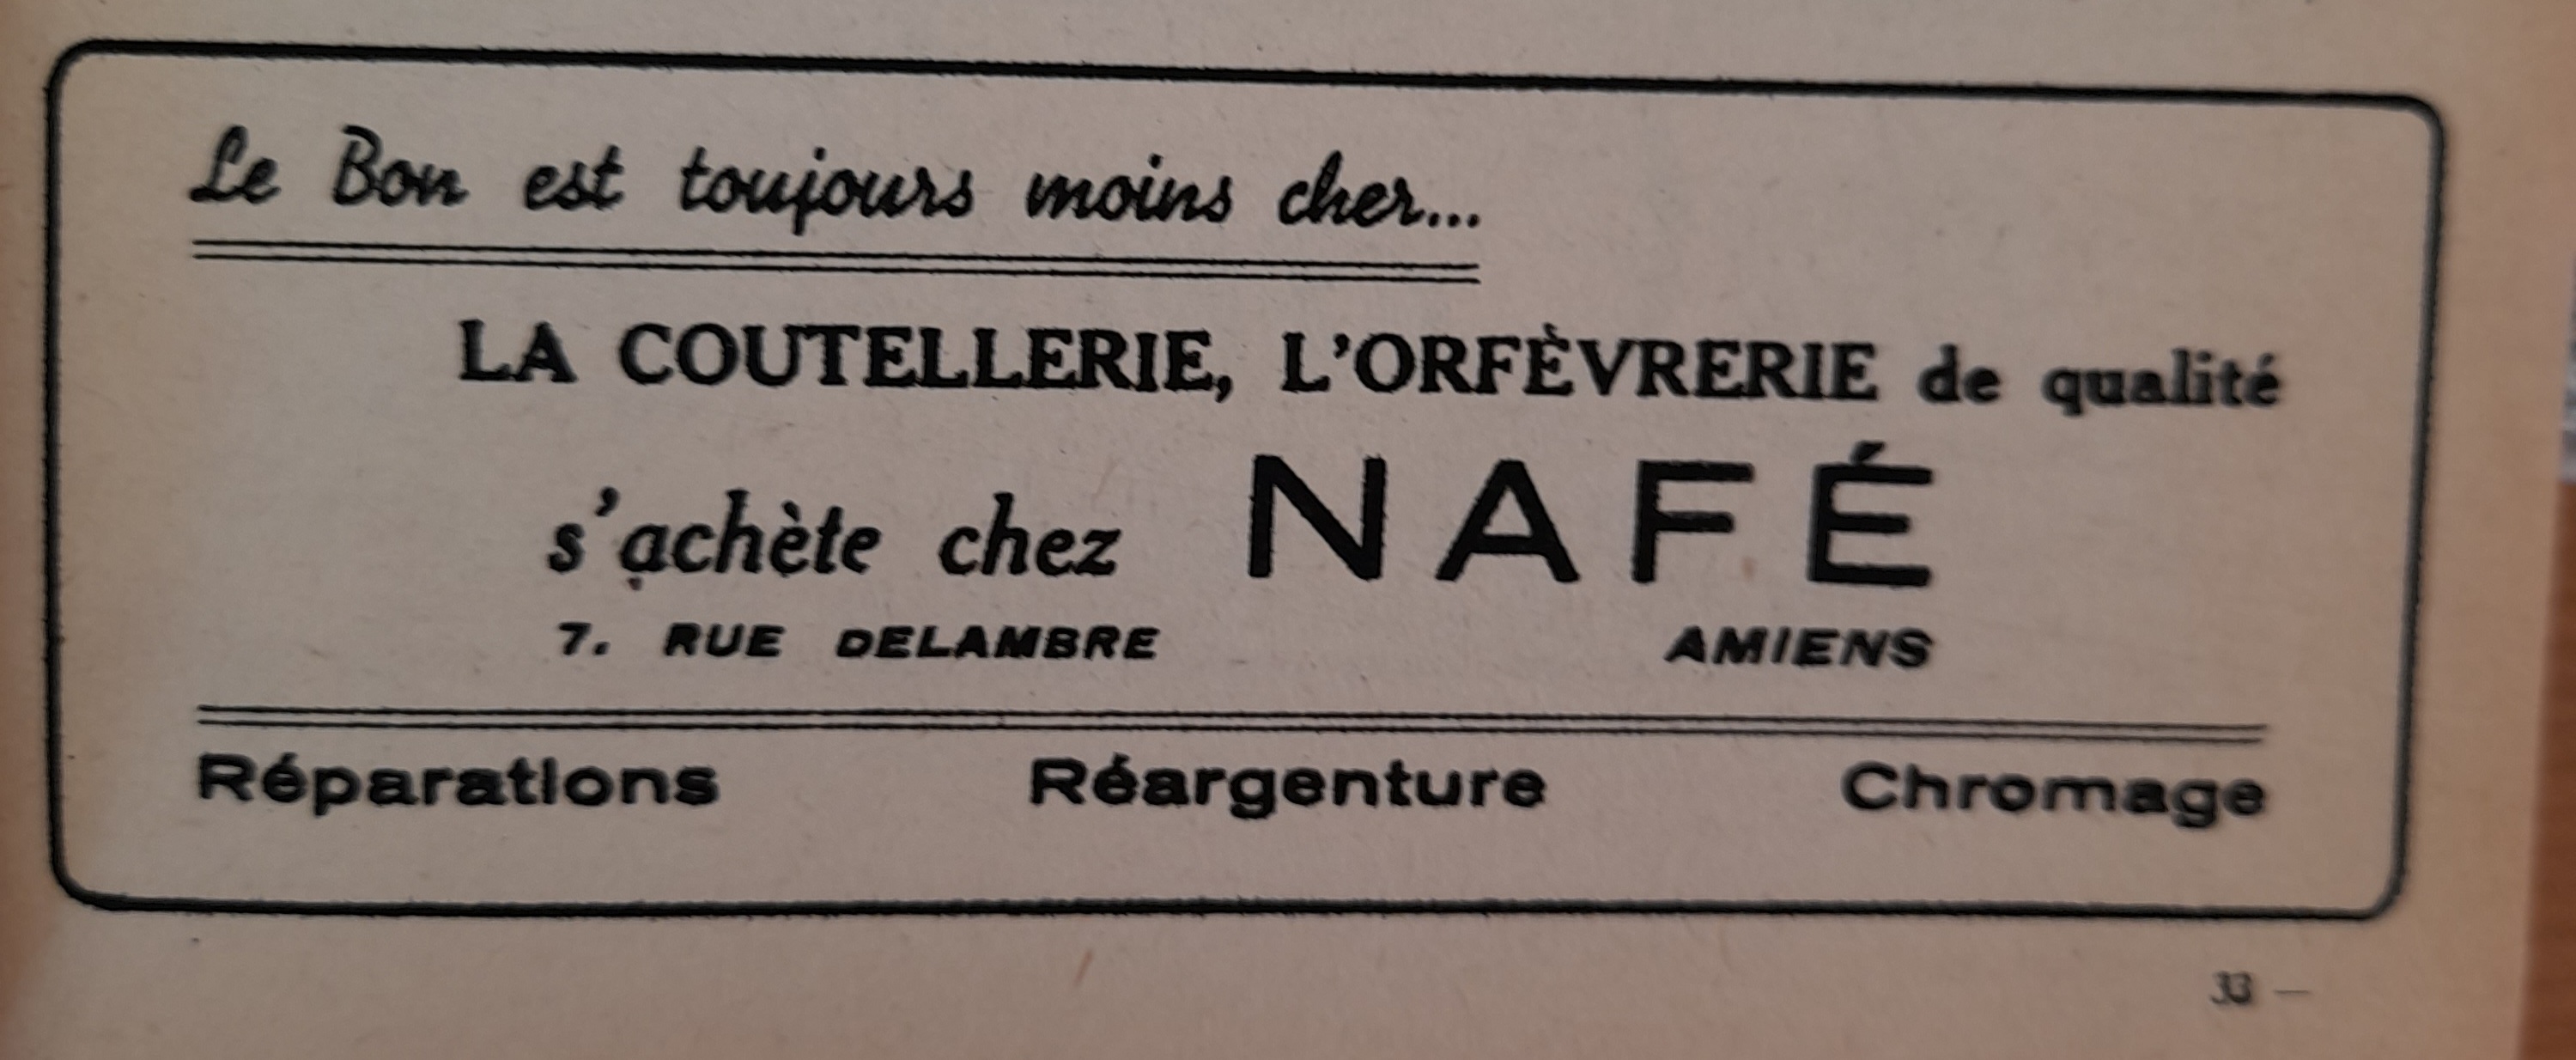 Le Bon est toujours moins cher...
LA COUTELLERIE, L'ORFÈVRERIE de qualité
s'achète chez NAFÉ
7. RUE DELAMBRE AMIENS
Réparations Réargenture Chromage
33 —